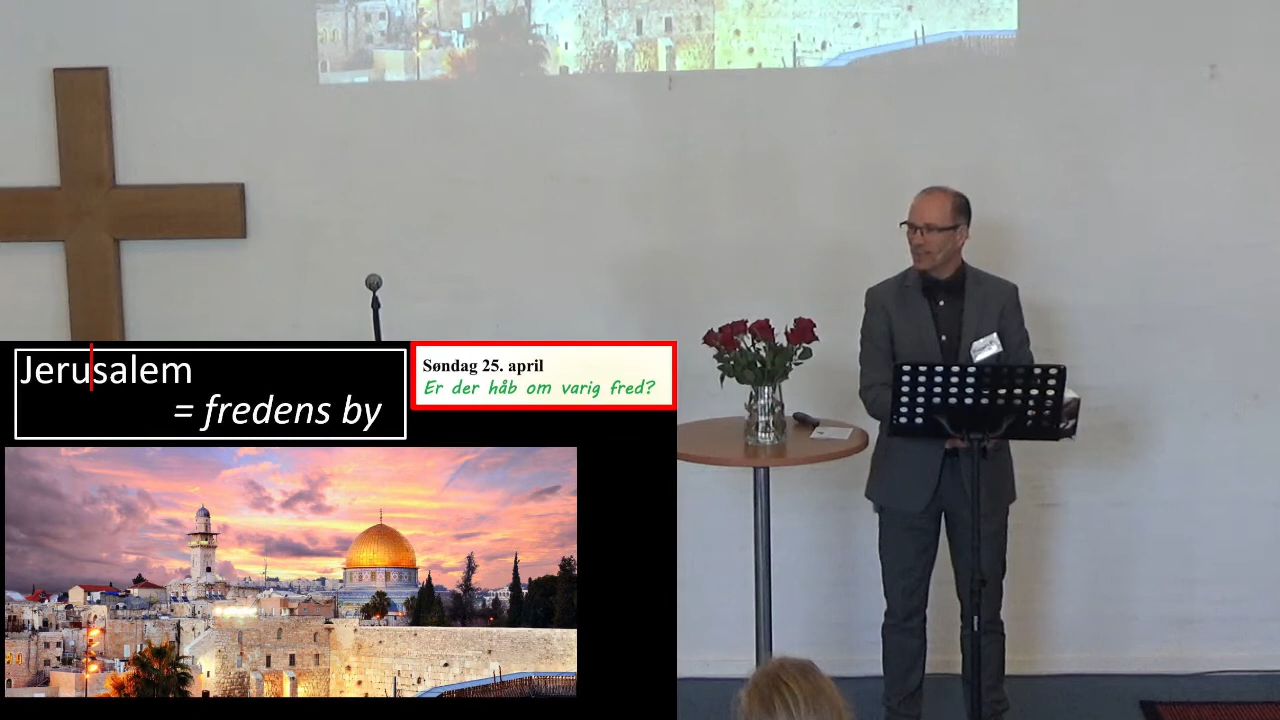 Jerusalem
= fredens by
Søndag 25. april
Er der håb om varig fred?